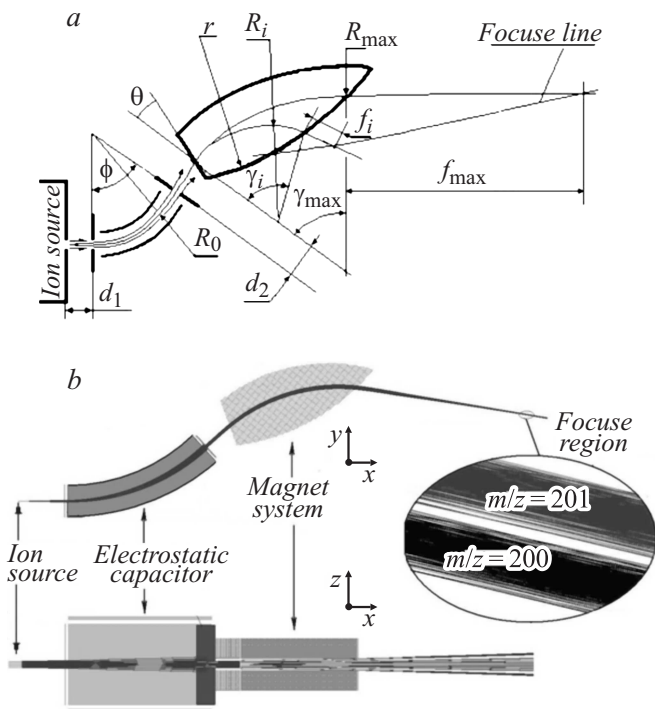 a
r
R_i
R_max
Focuse line
θ
f_i
ϕ
γ_i
γ_max
f_max
Ion source
R_0
d_1
d_2
b
Focuse
region
y
x
Magnet
system
m/z = 201
m/z = 200
Ion
source
Electrostatic
capacitor
z
x